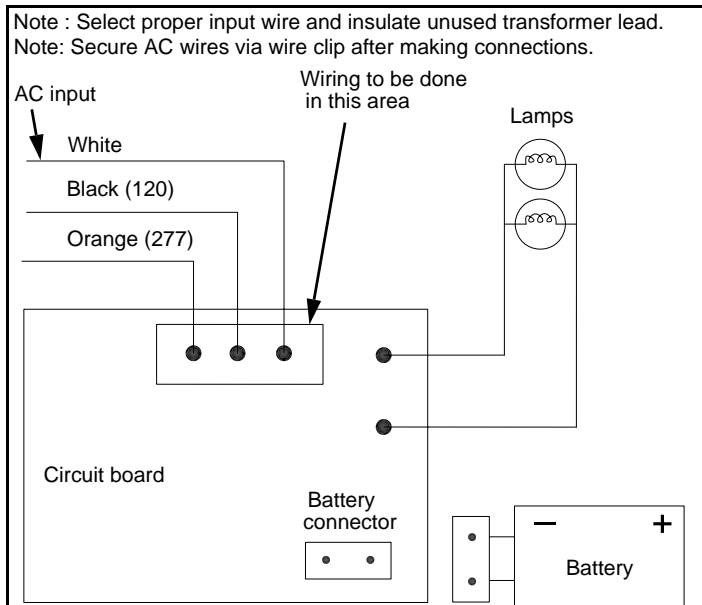 Note : Select proper input wire and insulate unused transformer lead.
Note: Secure AC wires via wire clip after making connections.
Wiring to be done
in this area
AC input
Lamps
White
Black (120)
Orange (277)
Circuit board
Battery
connector
− +
Battery